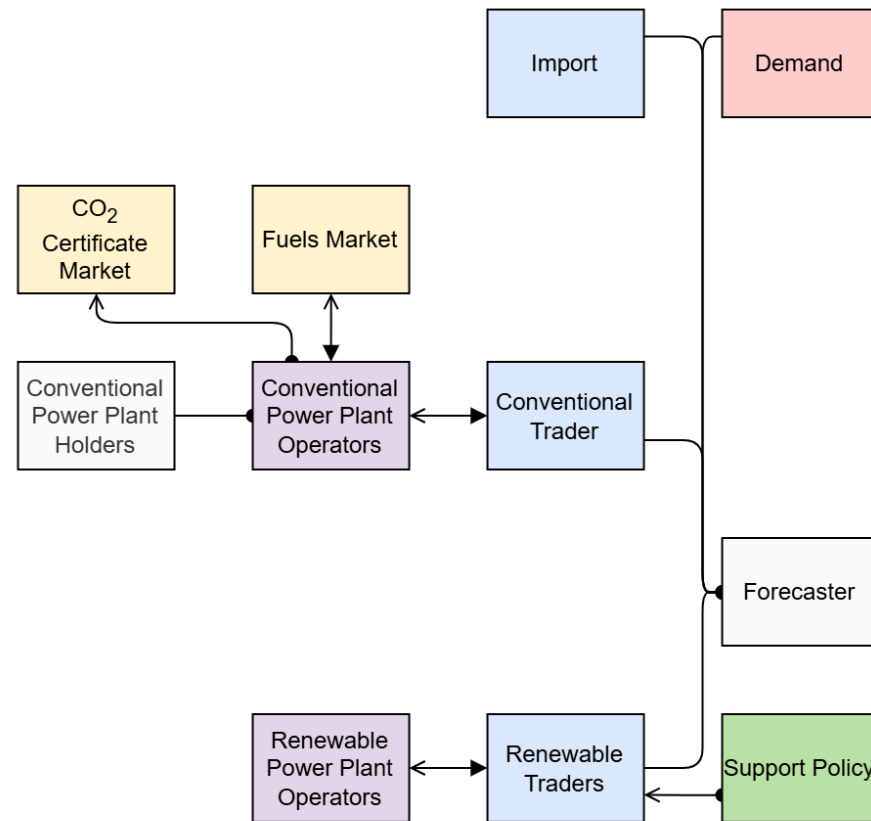 Import
Demand
CO₂
Certificate
Market
Fuels Market
Conventional
Power Plant
Holders
Conventional
Power Plant
Operators
Conventional
Trader
Forecaster
Renewable
Power Plant
Operators
Renewable
Traders
Support Policy